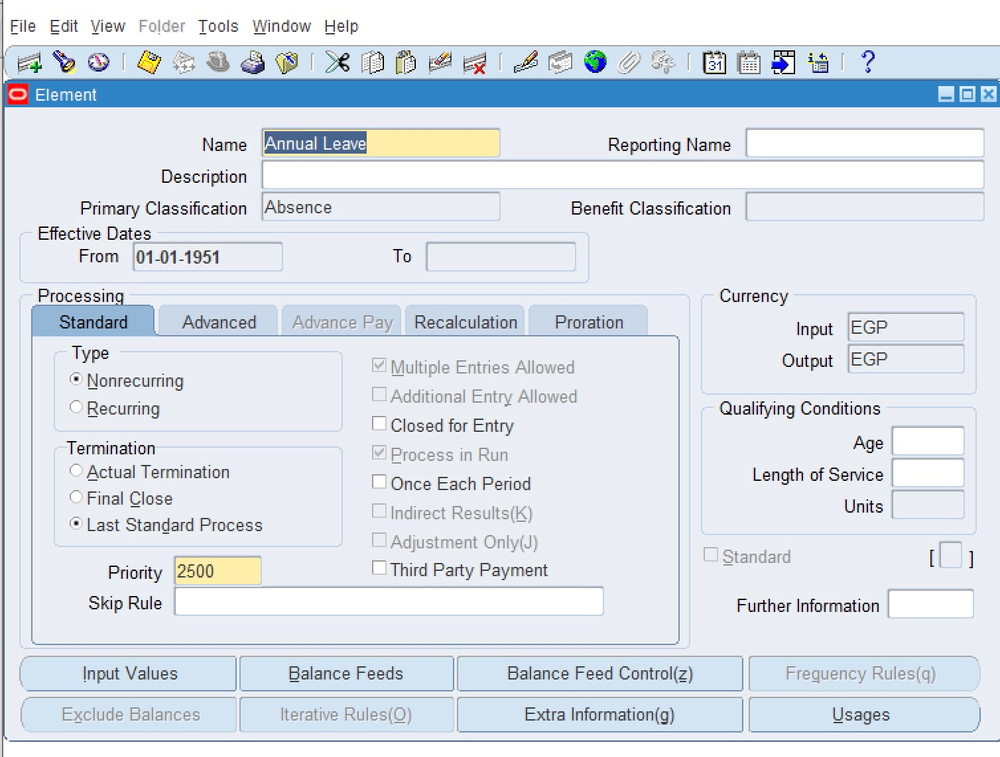 File Edit View Folder Tools Window Help
31 ?
Element
Name Annual Leave Reporting Name
Description
Primary Classification Absence Benefit Classification
Effective Dates
From 01-01-1951 To
Processing
Currency
Standard Advanced Advance Pay Recalculation Proration
Input EGP
Output EGP
Type
Nonrecurring
Recurring
Termination
Actual Termination
Final Close
Last Standard Process
Multiple Entries Allowed
Additional Entry Allowed
Closed for Entry
Process in Run
Once Each Period
Indirect Results(K)
Adjustment Only(J)
Third Party Payment
Priority 2500
Skip Rule
Qualifying Conditions
Age
Length of Service
Units
Standard [ ]
Further Information
Input Values Balance Feeds Balance Feed Control(z) Frequency Rules(q)
Exclude Balances Iterative Rules(O) Extra Information(g) Usages